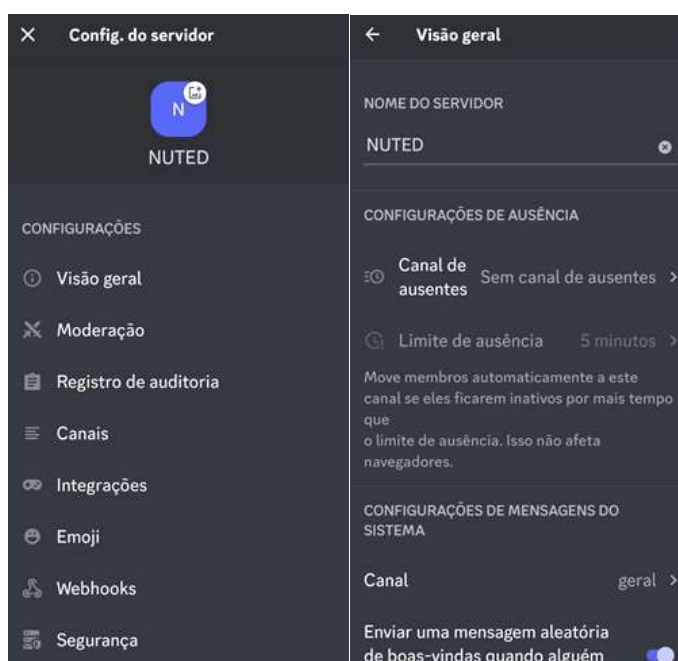 Config. do servidor
N
NUTED
CONFIGURAÇÕES
Visão geral
Moderação
Registro de auditoria
Canais
Integrações
Emoji
Webhooks
Segurança
Visão geral
NOME DO SERVIDOR
NUTED
CONFIGURAÇÕES DE AUSÊNCIA
Canal de
ausentes
Sem canal de ausentes
Limite de ausência 5 minutos
Move membros automaticamente a este
canal se eles ficarem inativos por mais tempo
que
o limite de ausência. Isso não afeta
navegadores.
CONFIGURAÇÕES DE MENSAGENS DO
SISTEMA
Canal geral
Enviar uma mensagem aleatória
de boas-vindas quando alguém